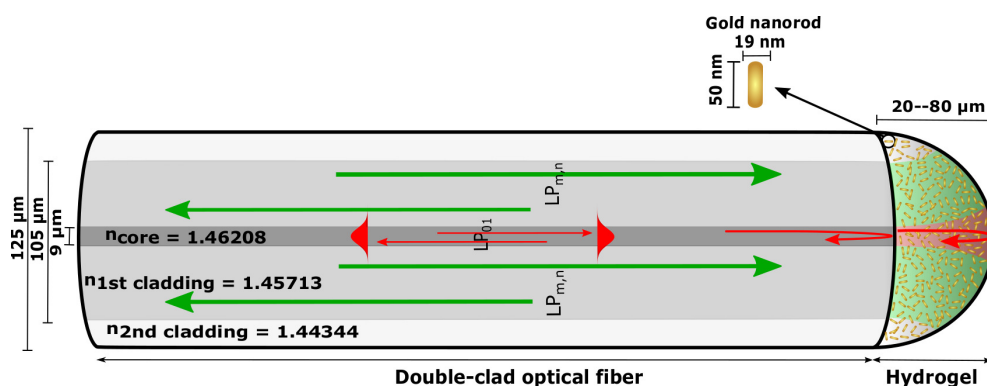 Gold nanorod
19 nm
50 nm
20--80 µm
125 µm
105 µm
9 µm
LPm,n
ncore = 1.46208
LP01
n1st cladding = 1.45713
LPm,n
n2nd cladding = 1.44344
Double-clad optical fiber
Hydrogel